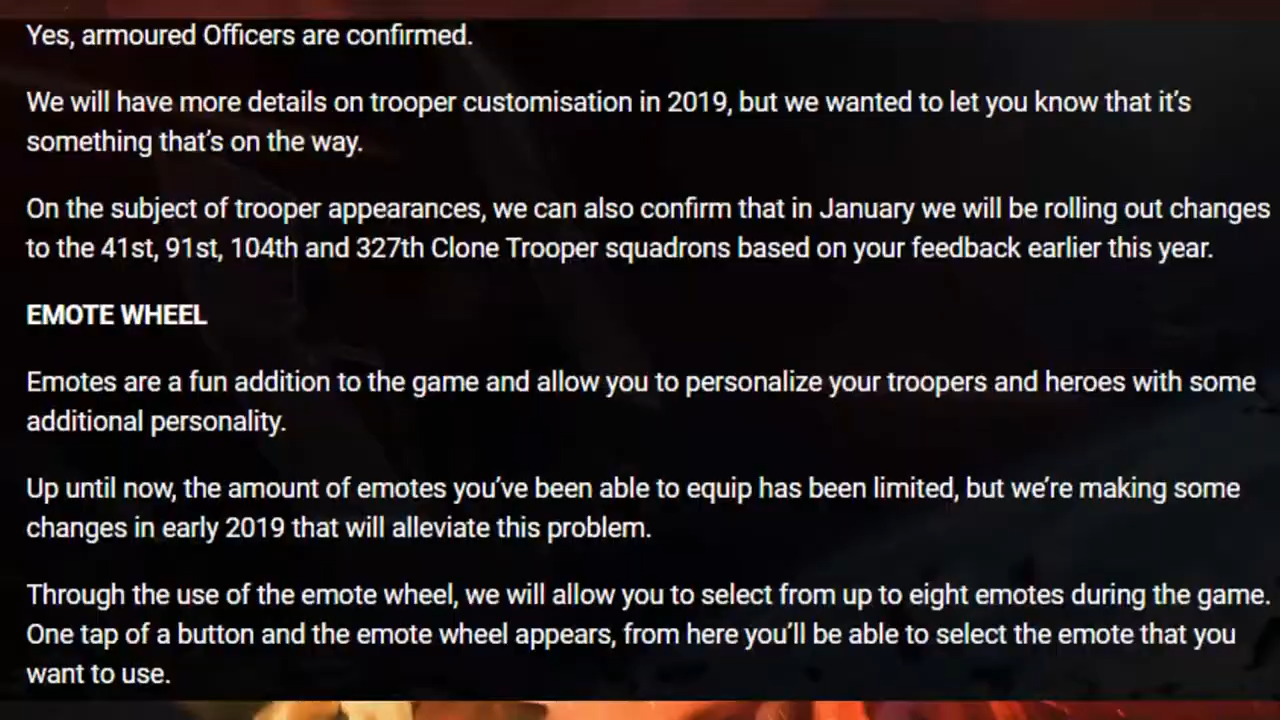 Yes, armoured Officers are confirmed.
We will have more details on trooper customisation in 2019, but we wanted to let you know that it’s
something that’s on the way.
On the subject of trooper appearances, we can also confirm that in January we will be rolling out changes
to the 41st, 91st, 104th and 327th Clone Trooper squadrons based on your feedback earlier this year.
EMOTE WHEEL
Emotes are a fun addition to the game and allow you to personalize your troopers and heroes with some
additional personality.
Up until now, the amount of emotes you’ve been able to equip has been limited, but we’re making some
changes in early 2019 that will alleviate this problem.
Through the use of the emote wheel, we will allow you to select from up to eight emotes during the game.
One tap of a button and the emote wheel appears, from here you’ll be able to select the emote that you
want to use.